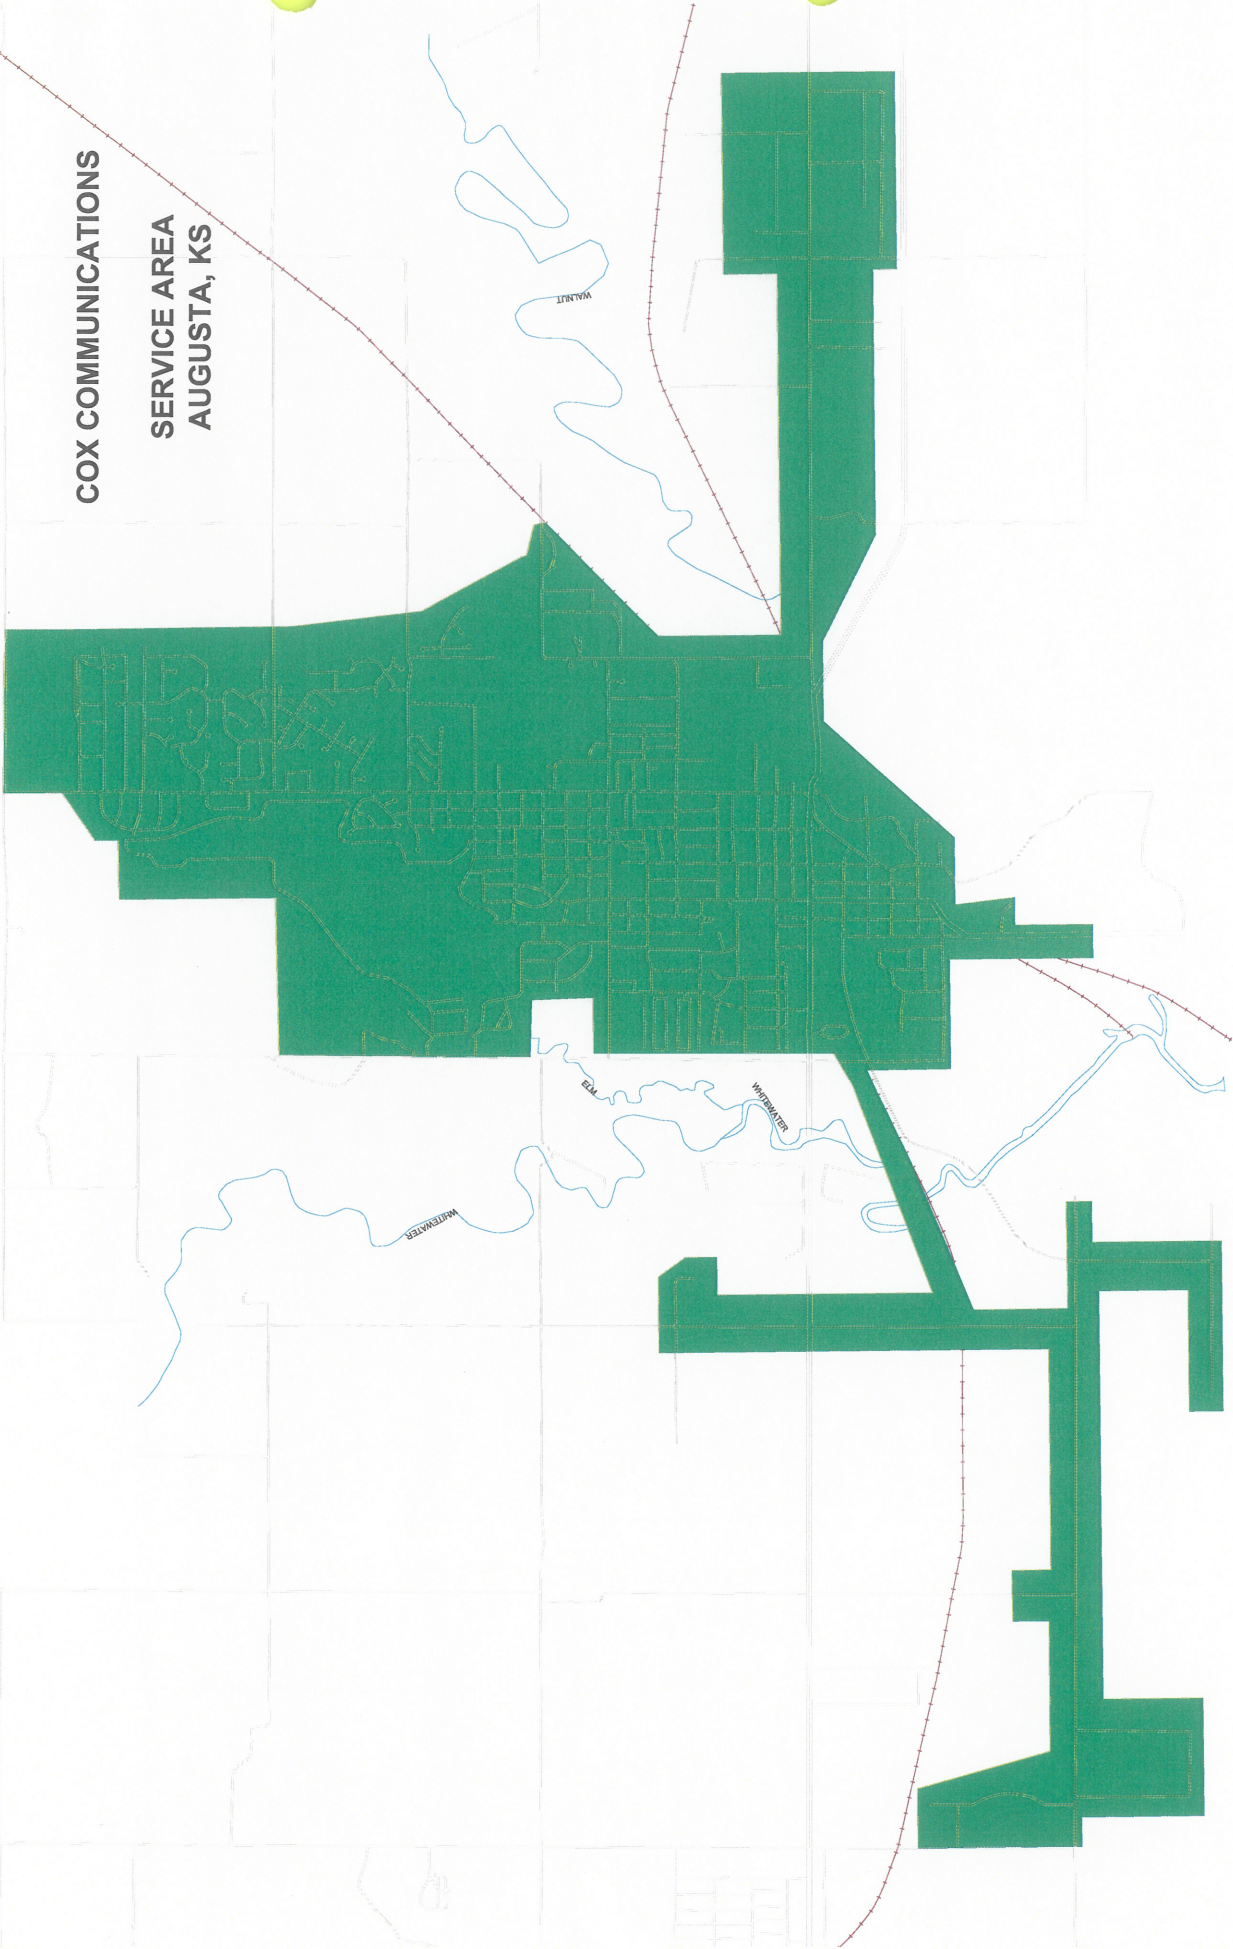 COX COMMUNICATIONS
SERVICE AREA
AUGUSTA, KS
WALNUT
ELM
WHITEWATER
WHITEWATER